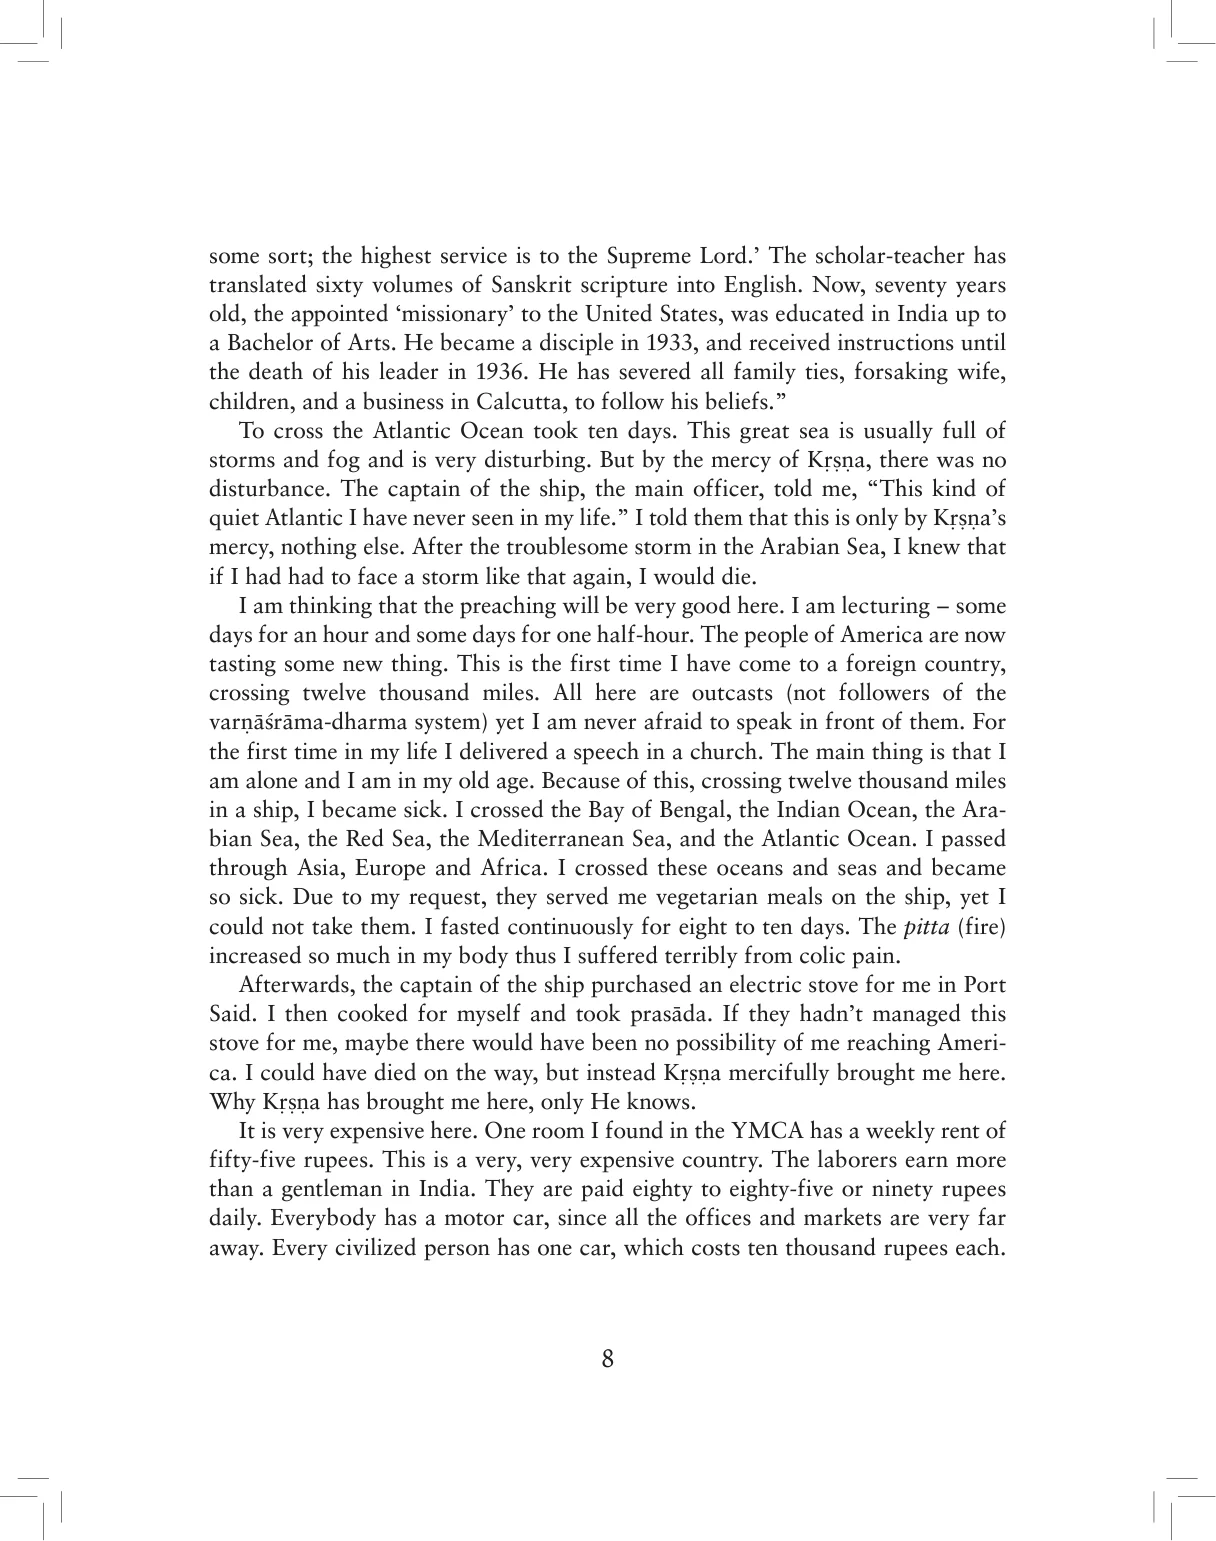 some sort; the highest service is to the Supreme Lord.’ The scholar-teacher has
translated sixty volumes of Sanskrit scripture into English. Now, seventy years
old, the appointed ‘missionary’ to the United States, was educated in India up to
a Bachelor of Arts. He became a disciple in 1933, and received instructions until
the death of his leader in 1936. He has severed all family ties, forsaking wife,
children, and a business in Calcutta, to follow his beliefs.”
To cross the Atlantic Ocean took ten days. This great sea is usually full of
storms and fog and is very disturbing. But by the mercy of Kṛṣṇa, there was no
disturbance. The captain of the ship, the main officer, told me, “This kind of
quiet Atlantic I have never seen in my life.” I told them that this is only by Kṛṣṇa’s
mercy, nothing else. After the troublesome storm in the Arabian Sea, I knew that
if I had had to face a storm like that again, I would die.
I am thinking that the preaching will be very good here. I am lecturing – some
days for an hour and some days for one half-hour. The people of America are now
tasting some new thing. This is the first time I have come to a foreign country,
crossing twelve thousand miles. All here are outcasts (not followers of the
varṇāśrāma-dharma system) yet I am never afraid to speak in front of them. For
the first time in my life I delivered a speech in a church. The main thing is that I
am alone and I am in my old age. Because of this, crossing twelve thousand miles
in a ship, I became sick. I crossed the Bay of Bengal, the Indian Ocean, the Ara-
bian Sea, the Red Sea, the Mediterranean Sea, and the Atlantic Ocean. I passed
through Asia, Europe and Africa. I crossed these oceans and seas and became
so sick. Due to my request, they served me vegetarian meals on the ship, yet I
could not take them. I fasted continuously for eight to ten days. The pitta (fire)
increased so much in my body thus I suffered terribly from colic pain.
Afterwards, the captain of the ship purchased an electric stove for me in Port
Said. I then cooked for myself and took prasāda. If they hadn’t managed this
stove for me, maybe there would have been no possibility of me reaching Ameri-
ca. I could have died on the way, but instead Kṛṣṇa mercifully brought me here.
Why Kṛṣṇa has brought me here, only He knows.
It is very expensive here. One room I found in the YMCA has a weekly rent of
fifty-five rupees. This is a very, very expensive country. The laborers earn more
than a gentleman in India. They are paid eighty to eighty-five or ninety rupees
daily. Everybody has a motor car, since all the offices and markets are very far
away. Every civilized person has one car, which costs ten thousand rupees each.
8